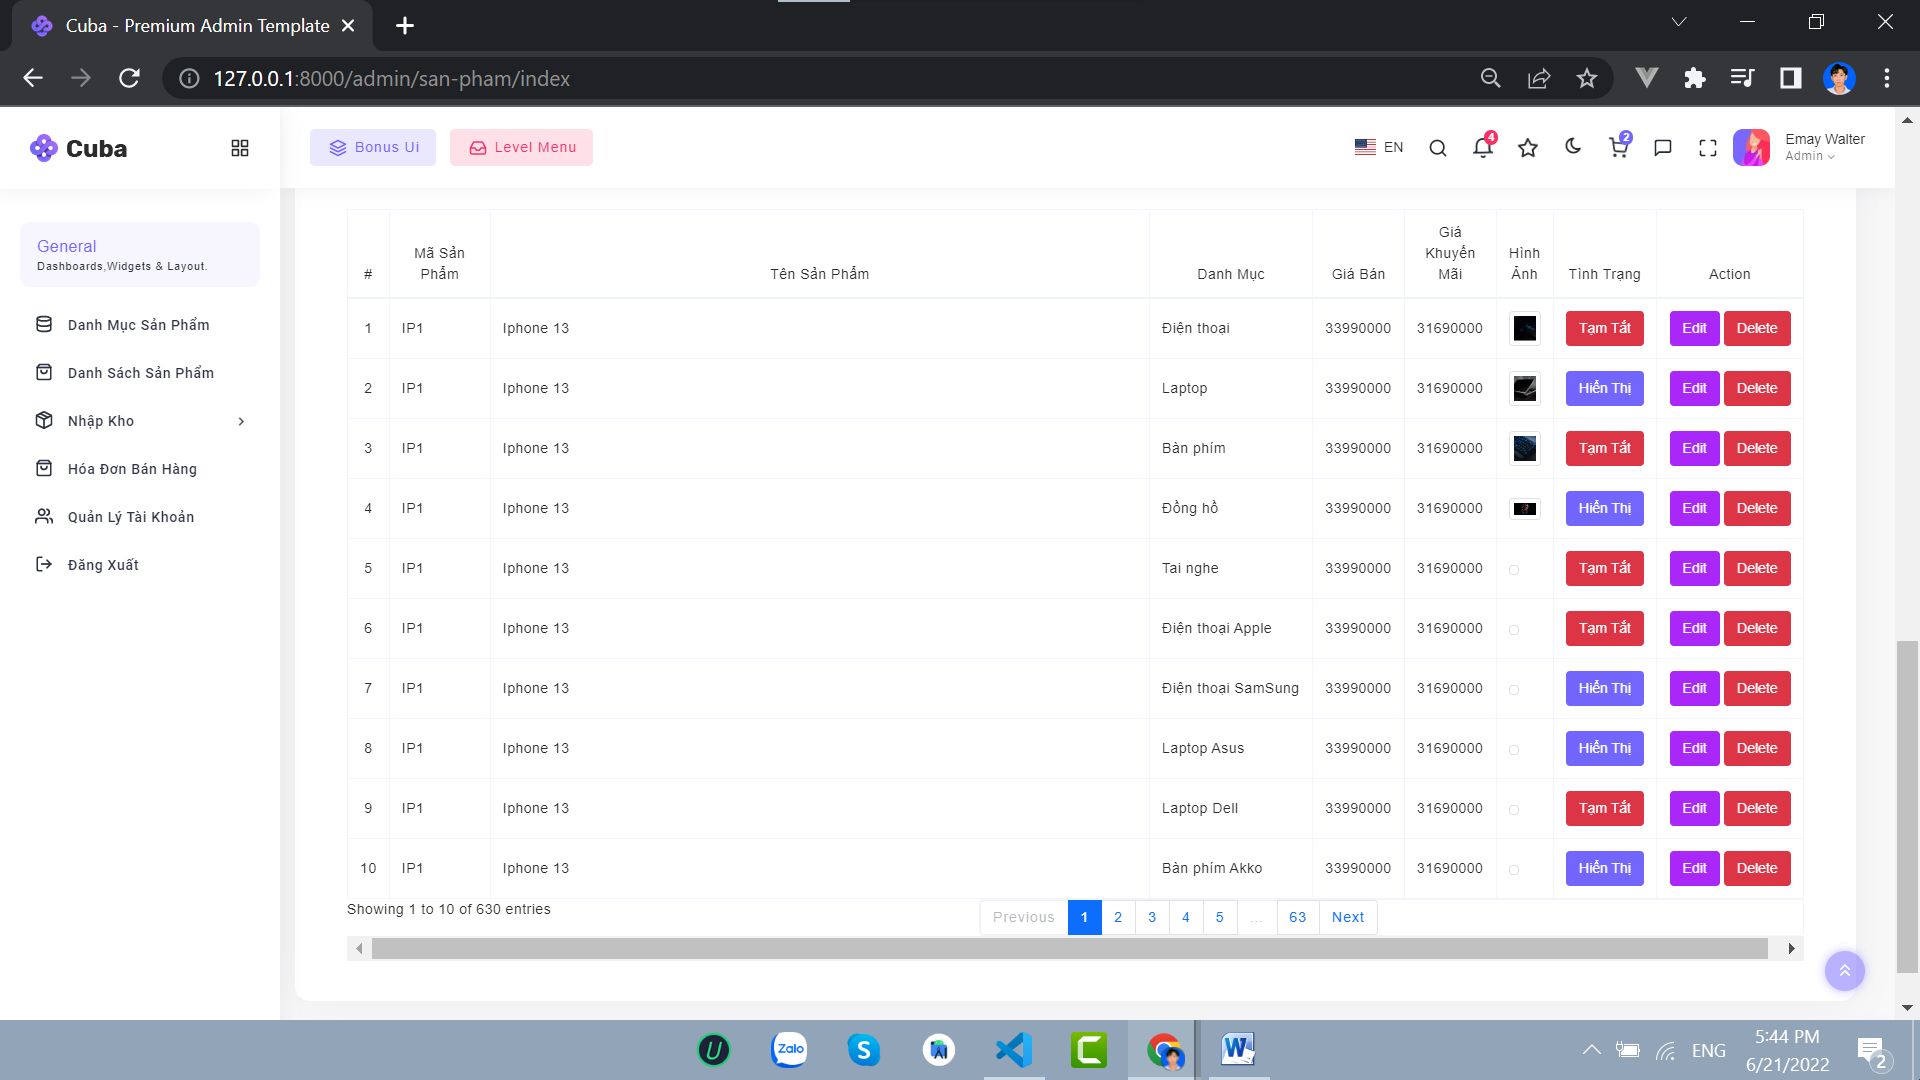 Cuba - Premium Admin Template
127.0.0.1:8000/admin/san-pham/index
Cuba
Bonus Ui
Level Menu
EN
4
2
Emay Walter
Admin
General
Dashboards,Widgets & Layout.
Danh Mục Sản Phẩm
Danh Sách Sản Phẩm
Nhập Kho
Hóa Đơn Bán Hàng
Quản Lý Tài Khoản
Đăng Xuất
# Mã Sản Phẩm Tên Sản Phẩm Danh Mục Giá Bán Giá Khuyến Mãi Hình Ảnh Tình Trạng Action
1 IP1 Iphone 13 Điện thoại 33990000 31690000 Tạm Tắt Edit Delete
2 IP1 Iphone 13 Laptop 33990000 31690000 Hiển Thị Edit Delete
3 IP1 Iphone 13 Bàn phím 33990000 31690000 Tạm Tắt Edit Delete
4 IP1 Iphone 13 Đồng hồ 33990000 31690000 Hiển Thị Edit Delete
5 IP1 Iphone 13 Tai nghe 33990000 31690000 Tạm Tắt Edit Delete
6 IP1 Iphone 13 Điện thoại Apple 33990000 31690000 Tạm Tắt Edit Delete
7 IP1 Iphone 13 Điện thoại SamSung 33990000 31690000 Hiển Thị Edit Delete
8 IP1 Iphone 13 Laptop Asus 33990000 31690000 Hiển Thị Edit Delete
9 IP1 Iphone 13 Laptop Dell 33990000 31690000 Tạm Tắt Edit Delete
10 IP1 Iphone 13 Bàn phím Akko 33990000 31690000 Hiển Thị Edit Delete
Showing 1 to 10 of 630 entries
Previous 1 2 3 4 5 ... 63 Next
U
Zalo
S
C
W
ENG
5:44 PM
6/21/2022
2